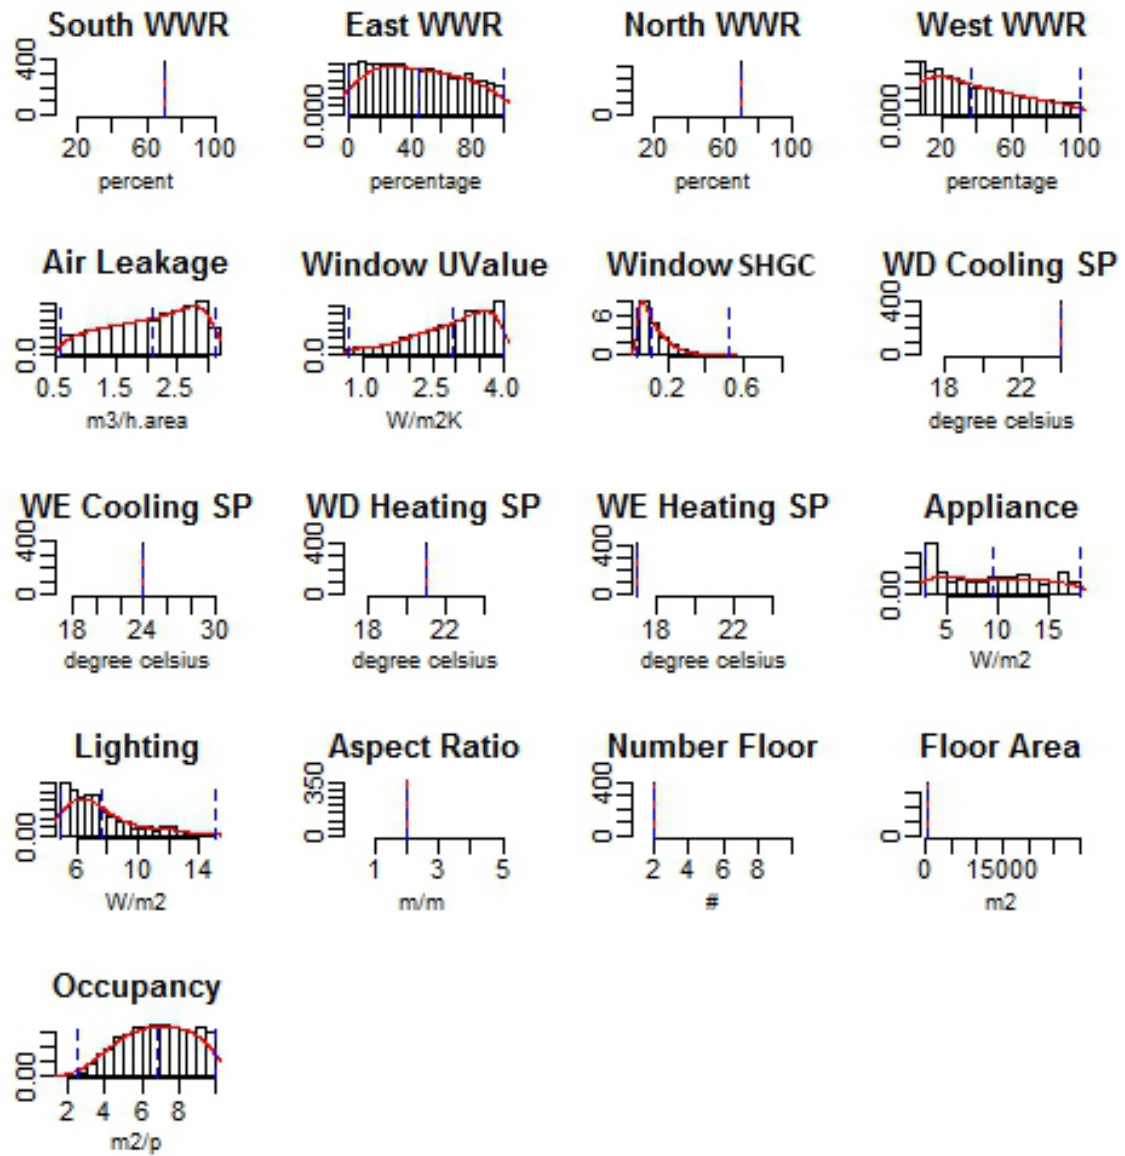 South WWR East WWR North WWR West WWR
400
0
0.000
0
0.000
20 60 100 0 40 80 20 60 100 20 60 100
percent percentage percent percentage
Air Leakage Window UValue Window SHGC WD Cooling SP
0.0
0.0
6
0
400
0
0.5 1.5 2.5 1.0 2.5 4.0 0.2 0.6 18 22
m3/h.area W/m2K degree celsius
WE Cooling SP WD Heating SP WE Heating SP Appliance
400
0
400
0
400
0
0.00
18 24 30 18 22 18 22 5 10 15
degree celsius degree celsius degree celsius W/m2
Lighting Aspect Ratio Number Floor Floor Area
0.00
350
0
400
0
0
6 10 14 1 3 5 2 4 6 8 0 15000
W/m2 m/m # m2
Occupancy
0.00
2 4 6 8
m2/p